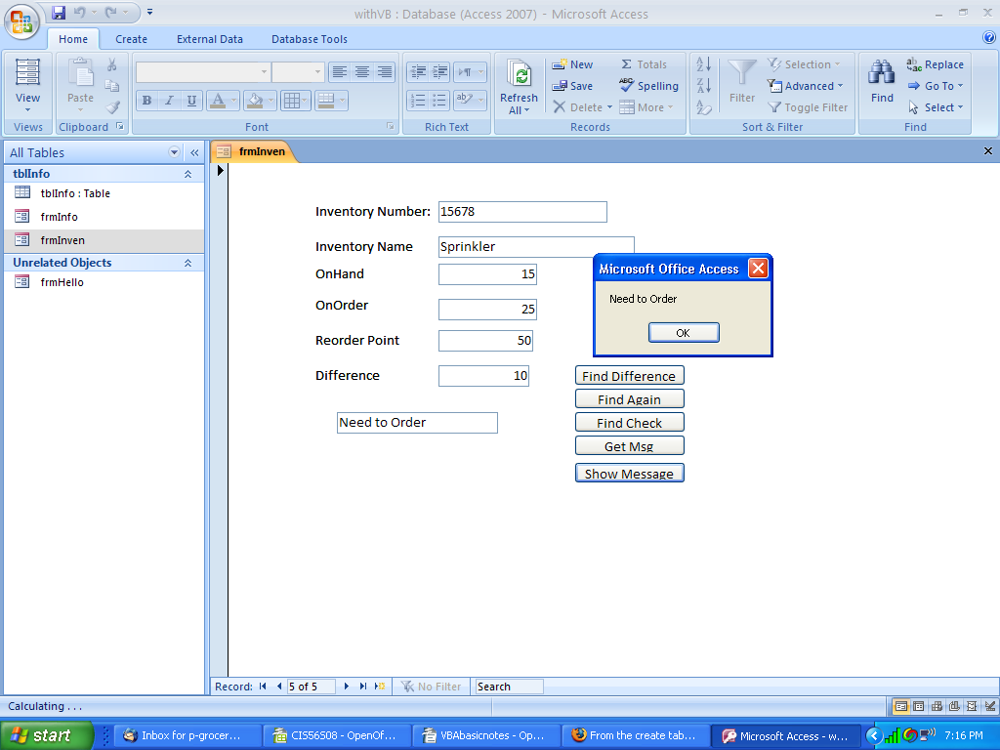 withVB : Database (Access 2007) - Microsoft Access
Home Create External Data Database Tools
View
Views
Paste
Clipboard
B I U A
Font
Rich Text
Refresh All
New
Save
Delete
Σ Totals
ABC Spelling
More
Records
Filter
Selection
Advanced
Toggle Filter
Sort & Filter
Find
Replace
Go To
Select
Find
All Tables
tblInfo
tblInfo : Table
frmInfo
frmInven
Unrelated Objects
frmHello
frmInven
Inventory Number: 15678
Inventory Name Sprinkler
OnHand 15
OnOrder 25
Reorder Point 50
Difference 10
Need to Order
Microsoft Office Access
Need to Order
OK
Find Difference
Find Again
Find Check
Get Msg
Show Message
Record: 5 of 5 No Filter Search
Calculating . . .
start Inbox for p-grocer... CIS56S08 - OpenOf... VBAbasicnotes - Op... From the create tab... Microsoft Access - w... 7:16 PM